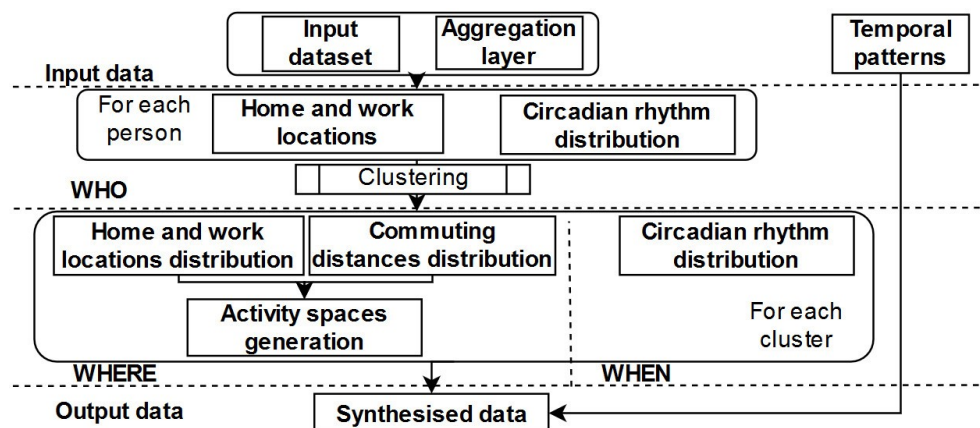 Input
dataset
Aggregation
layer
Temporal
patterns
Input data
For each
person
Home and work
locations
Circadian rhythm
distribution
Clustering
WHO
Home and work
locations distribution
Commuting
distances distribution
Circadian rhythm
distribution
Activity spaces
generation
For each
cluster
WHERE
WHEN
Output data
Synthesised data